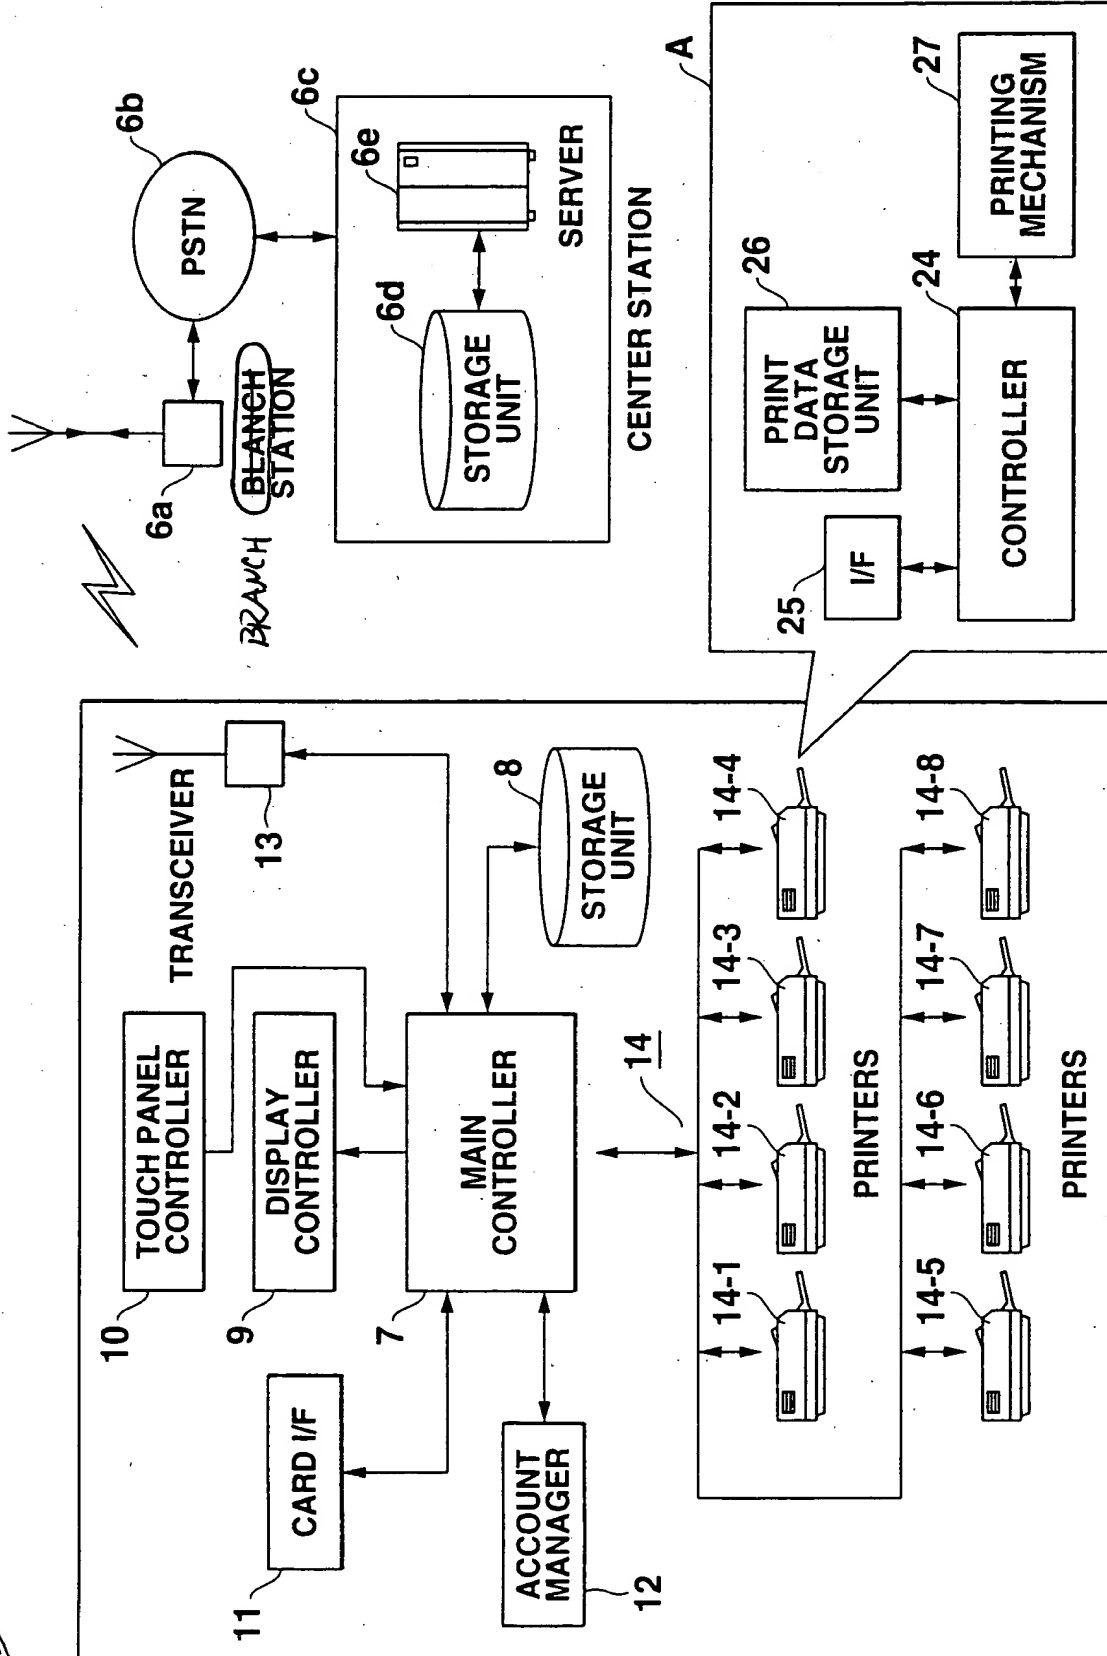 10
TOUCH PANEL
CONTROLLER
TRANSCEIVER
13
9
DISPLAY
CONTROLLER
11
CARD I/F
7
MAIN
CONTROLLER
8
STORAGE
UNIT
12
ACCOUNT
MANAGER
14
14-1
14-2
14-3
14-4
PRINTERS
14-5
14-6
14-7
14-8
PRINTERS
6a
BRANCH
BLANCH
STATION
6b
PSTN
6c
6d
STORAGE
UNIT
6e
SERVER
CENTER STATION
A
25
I/F
26
PRINT
DATA
STORAGE
UNIT
24
CONTROLLER
27
PRINTING
MECHANISM